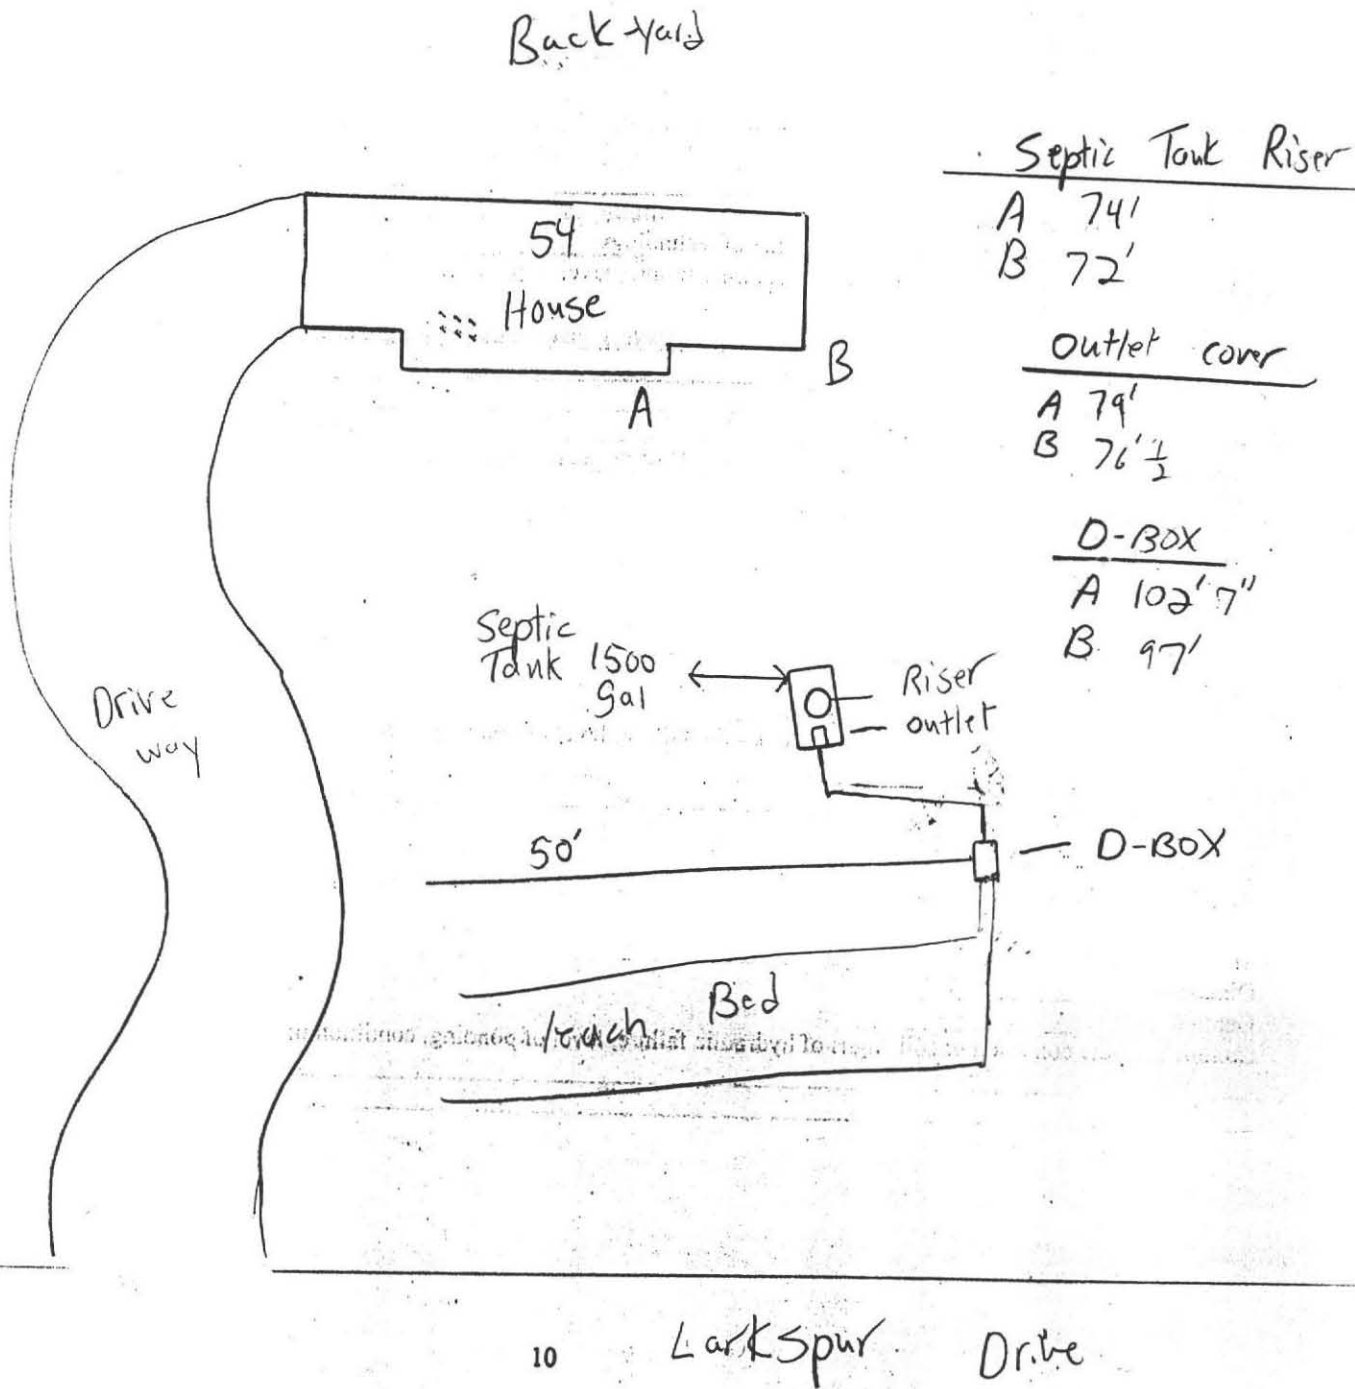 Back yard
Septic Tank Riser
A 74'
B 72'
54
House
Outlet cover
A 79'
B 76' 1/2
B
A
D-BOX
A 102' 7"
B 97'
Septic
Tank 1500
gal
Riser
outlet
Drive
way
50'
D-BOX
Bed
leach
Larkspur Drive
10